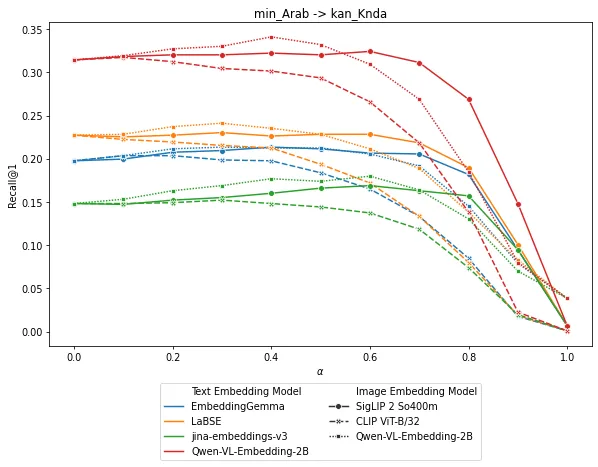 min_Arab -> kan_Knda
Recall@1
0.35
0.30
0.25
0.20
0.15
0.10
0.05
0.00
0.0 0.2 0.4 0.6 0.8 1.0
α
Text Embedding Model Image Embedding Model
EmbeddingGemma SigLIP 2 So400m
LaBSE CLIP ViT-B/32
jina-embeddings-v3 Qwen-VL-Embedding-2B
Qwen-VL-Embedding-2B